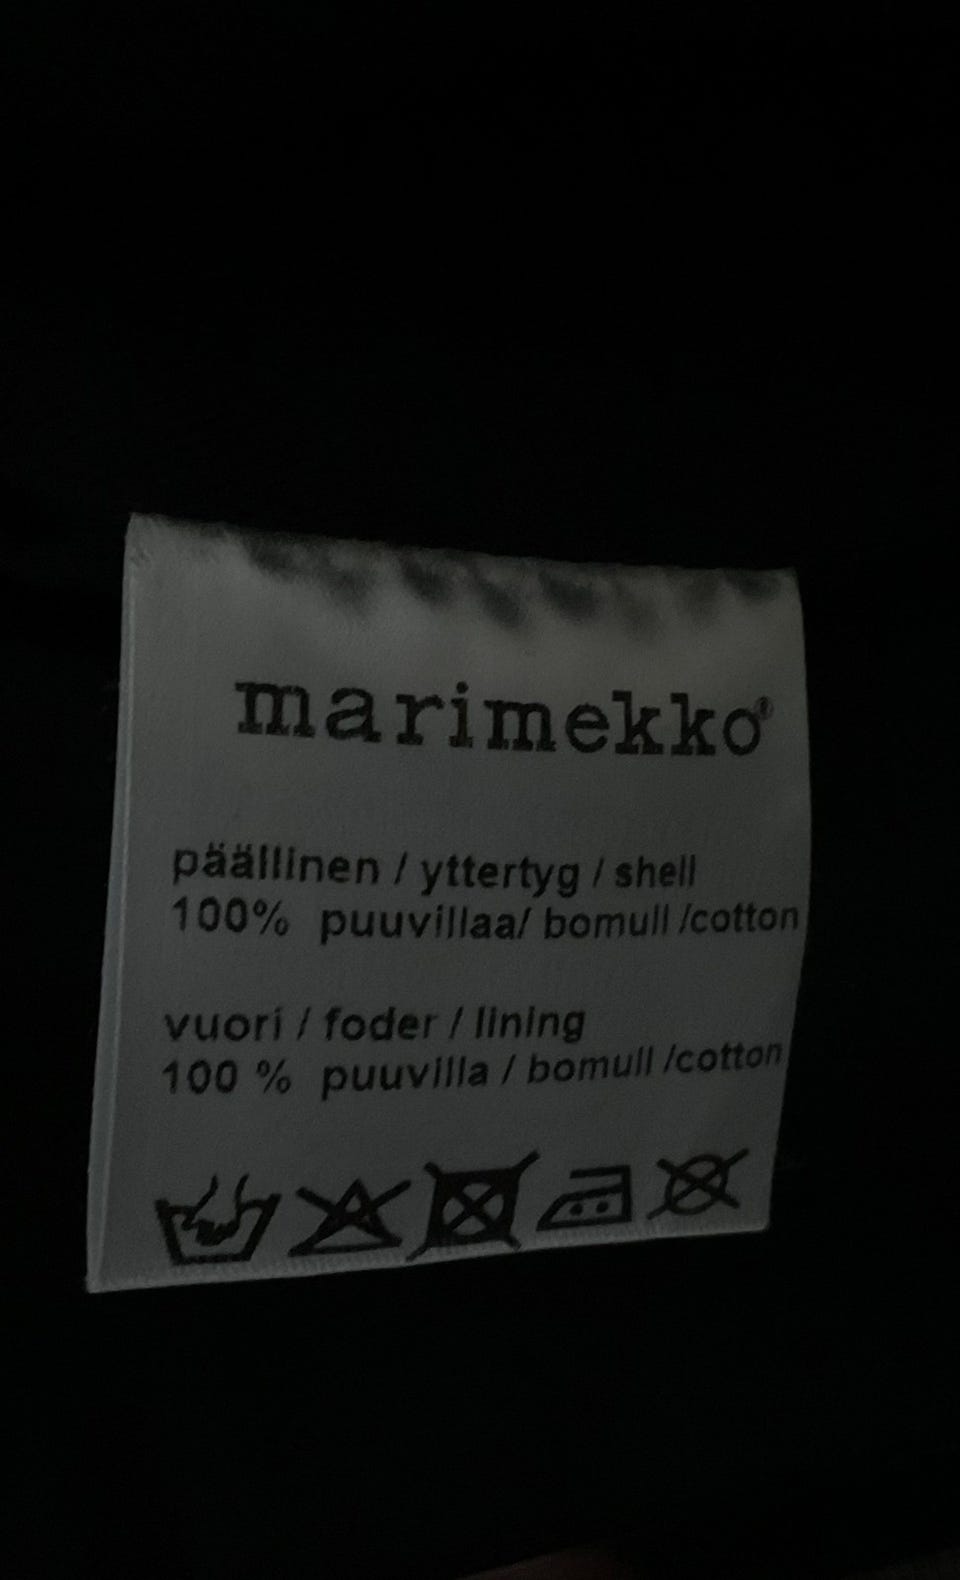 marimekko®
päällinen / yttertyg / shell
100% puuvillaa/ bomull /cotton
vuori / foder / lining
100 % puuvilla / bomull /cotton